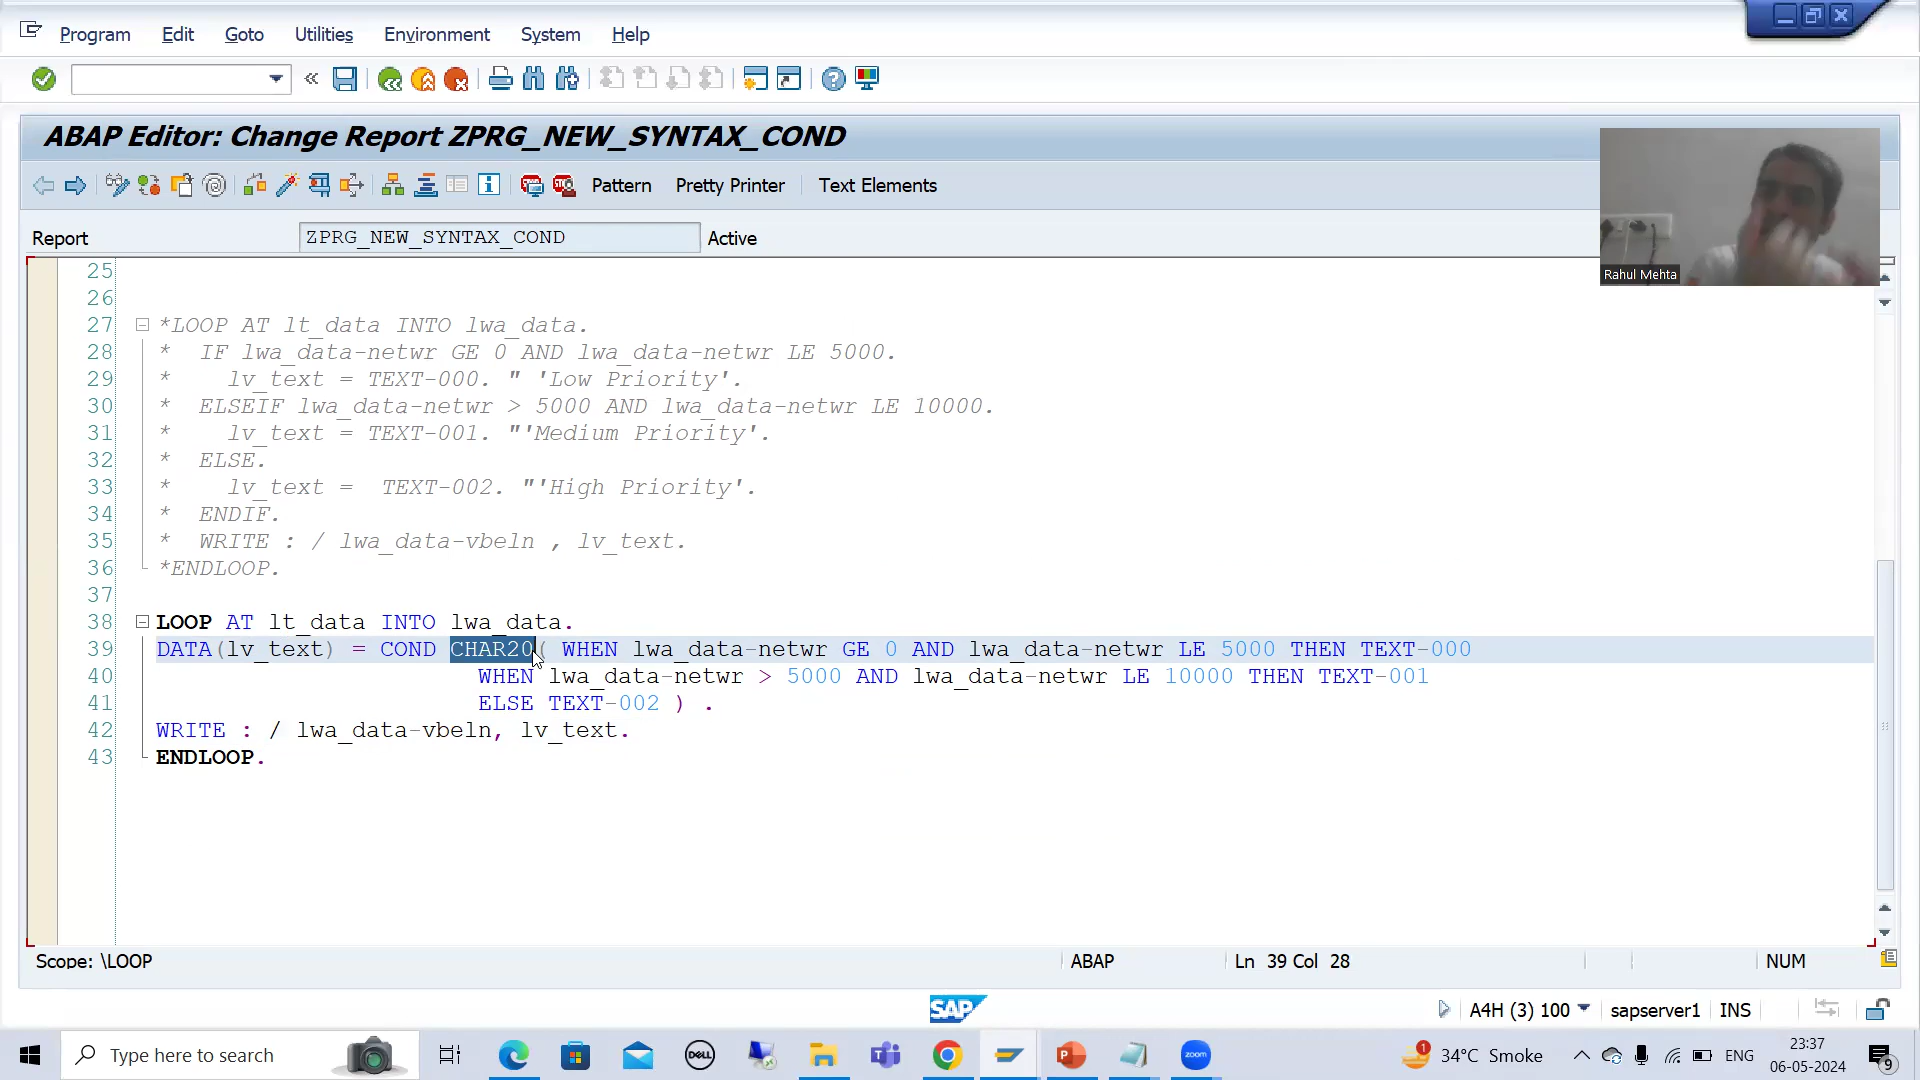 Program Edit Goto Utilities Environment System Help
ABAP Editor: Change Report ZPRG_NEW_SYNTAX_COND
Pattern Pretty Printer Text Elements
Report ZPRG_NEW_SYNTAX_COND Active
Rahul Mehta
25
26
27 *LOOP AT lt_data INTO lwa_data.
28 *  IF lwa_data-netwr GE 0 AND lwa_data-netwr LE 5000.
29 *    lv_text = TEXT-000. " 'Low Priority'.
30 *  ELSEIF lwa_data-netwr > 5000 AND lwa_data-netwr LE 10000.
31 *    lv_text = TEXT-001. "'Medium Priority'.
32 *  ELSE.
33 *    lv_text =  TEXT-002. "'High Priority'.
34 *  ENDIF.
35 *  WRITE : / lwa_data-vbeln , lv_text.
36 *ENDLOOP.
37
38 LOOP AT lt_data INTO lwa_data.
39 DATA(lv_text) = COND CHAR20( WHEN lwa_data-netwr GE 0 AND lwa_data-netwr LE 5000 THEN TEXT-000
40 WHEN lwa_data-netwr > 5000 AND lwa_data-netwr LE 10000 THEN TEXT-001
41 ELSE TEXT-002 ) .
42 WRITE : / lwa_data-vbeln, lv_text.
43 ENDLOOP.
Scope: \LOOP ABAP Ln 39 Col 28 NUM
SAP A4H (3) 100 sapserver1 INS
Type here to search DELL zoom 1 34°C Smoke ENG 23:37
06-05-2024 9